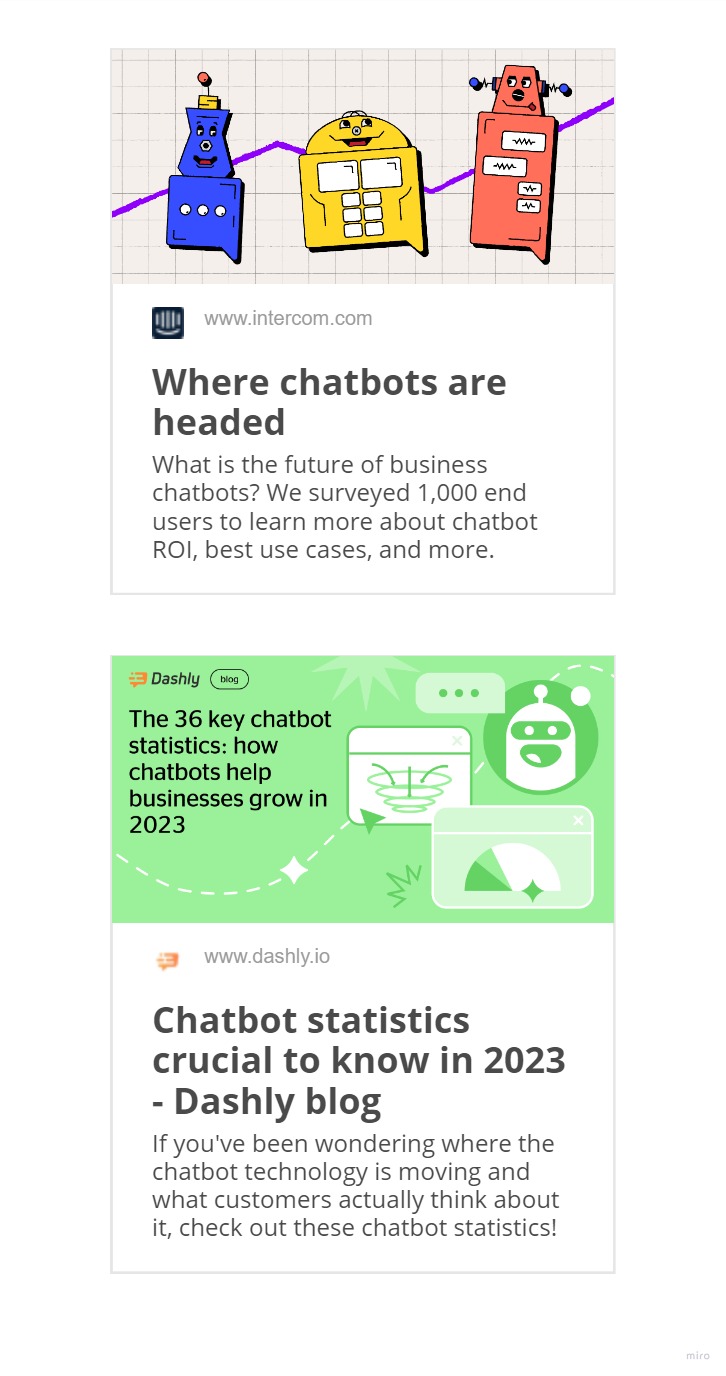 www.intercom.com
Where chatbots are
headed
What is the future of business
chatbots? We surveyed 1,000 end
users to learn more about chatbot
ROI, best use cases, and more.
Dashly blog
The 36 key chatbot
statistics: how
chatbots help
businesses grow in
2023
www.dashly.io
Chatbot statistics
crucial to know in 2023
- Dashly blog
If you've been wondering where the
chatbot technology is moving and
what customers actually think about
it, check out these chatbot statistics!
miro